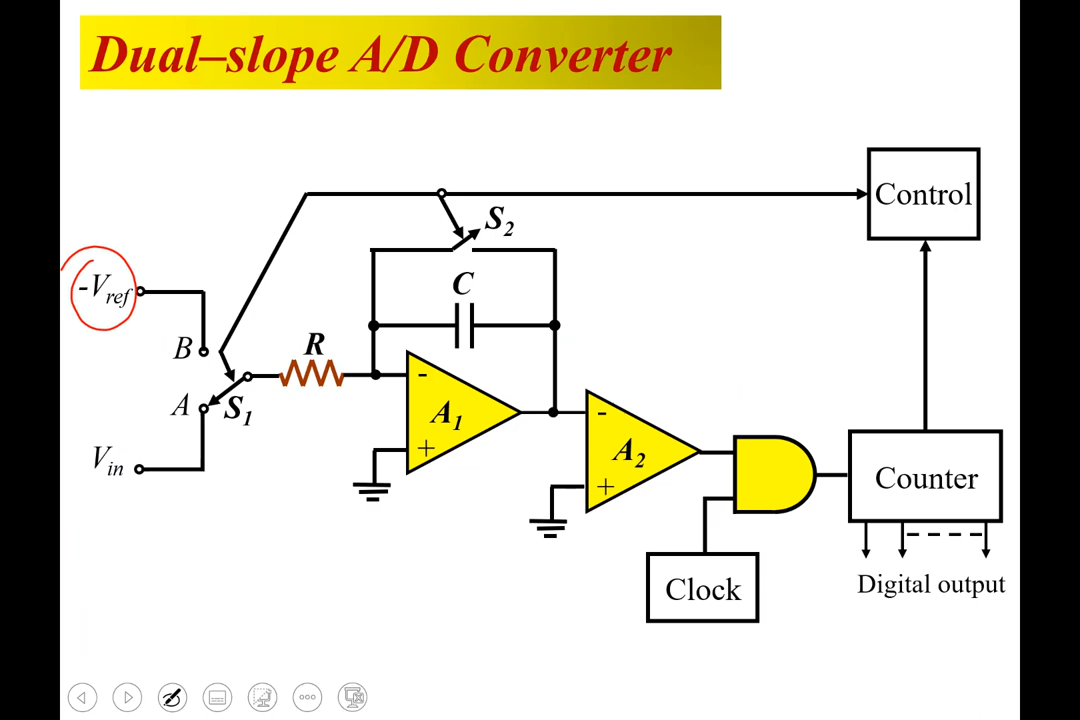 Dual–slope A/D Converter
Control
S2
C
-Vref
B
R
A
S1
-
A1
+
-
A2
+
Vin
Counter
Clock
Digital output